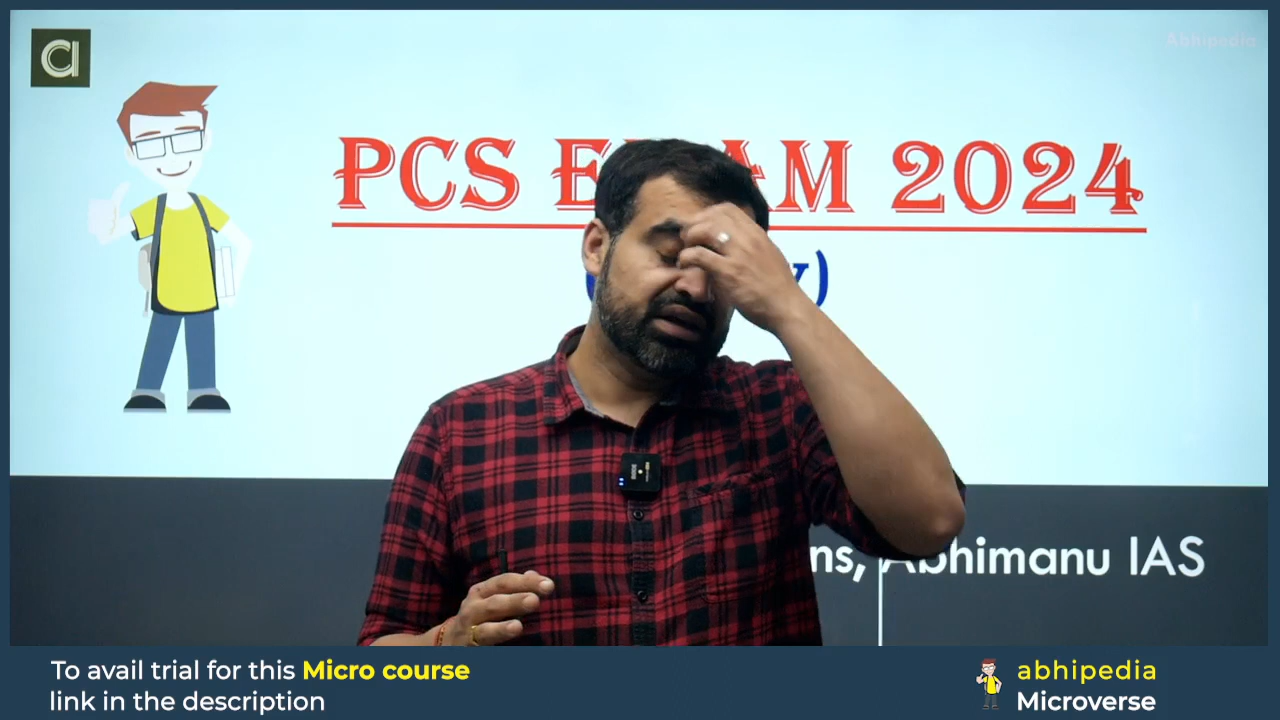 Abhipedia
PCS EXAM 2024
ns, Abhimanu IAS
To avail trial for this Micro course
link in the description
abhipedia
Microverse